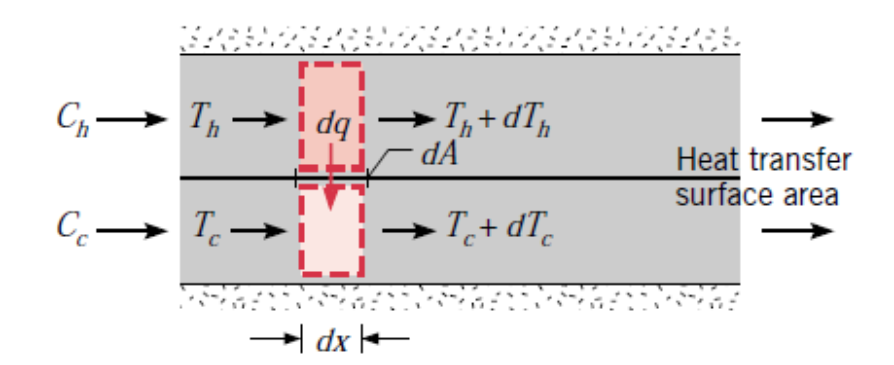 C_h T_h dq T_h + dT_h
dA
Heat transfer
surface area
C_c T_c T_c + dT_c
dx